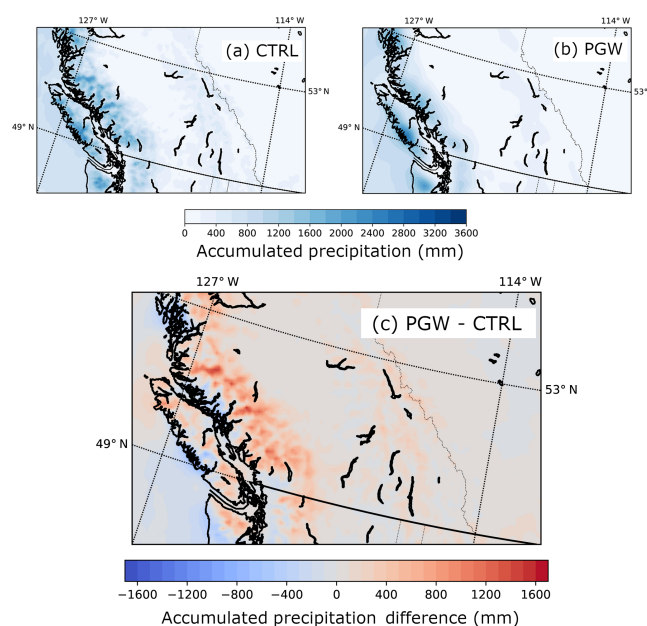 127° W
114° W
(a) CTRL
53° N
49° N
(b) PGW
53°
49° N
0 400 800 1200 1600 2000 2400 2800 3200 3600
Accumulated precipitation (mm)
127° W
114° W
(c) PGW - CTRL
53° N
49° N
−1600 −1200 −800 −400 0 400 800 1200 1600
Accumulated precipitation difference (mm)